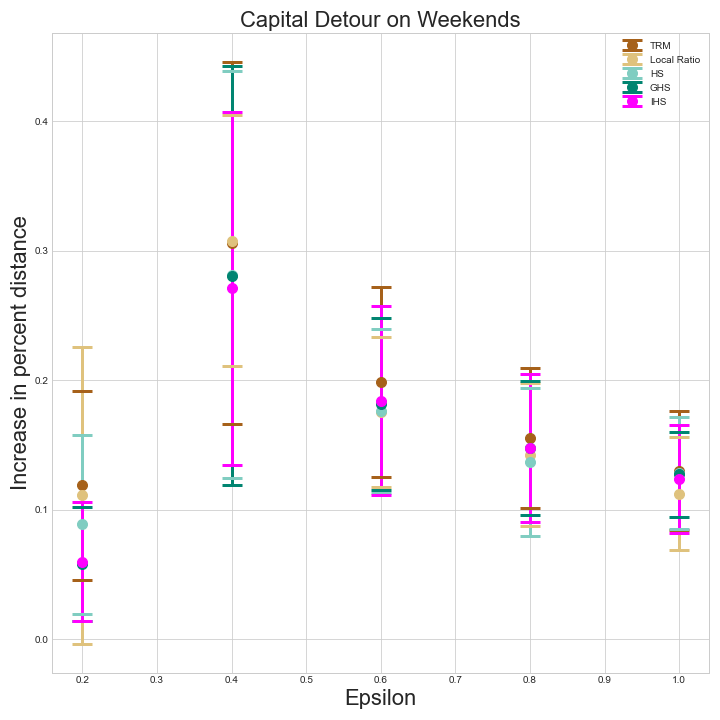 Capital Detour on Weekends
TRM
Local Ratio
HS
GHS
IHS
Increase in percent distance
0.4
0.3
0.2
0.1
0.0
0.2
0.3
0.4
0.5
0.6
0.7
0.8
0.9
1.0
Epsilon